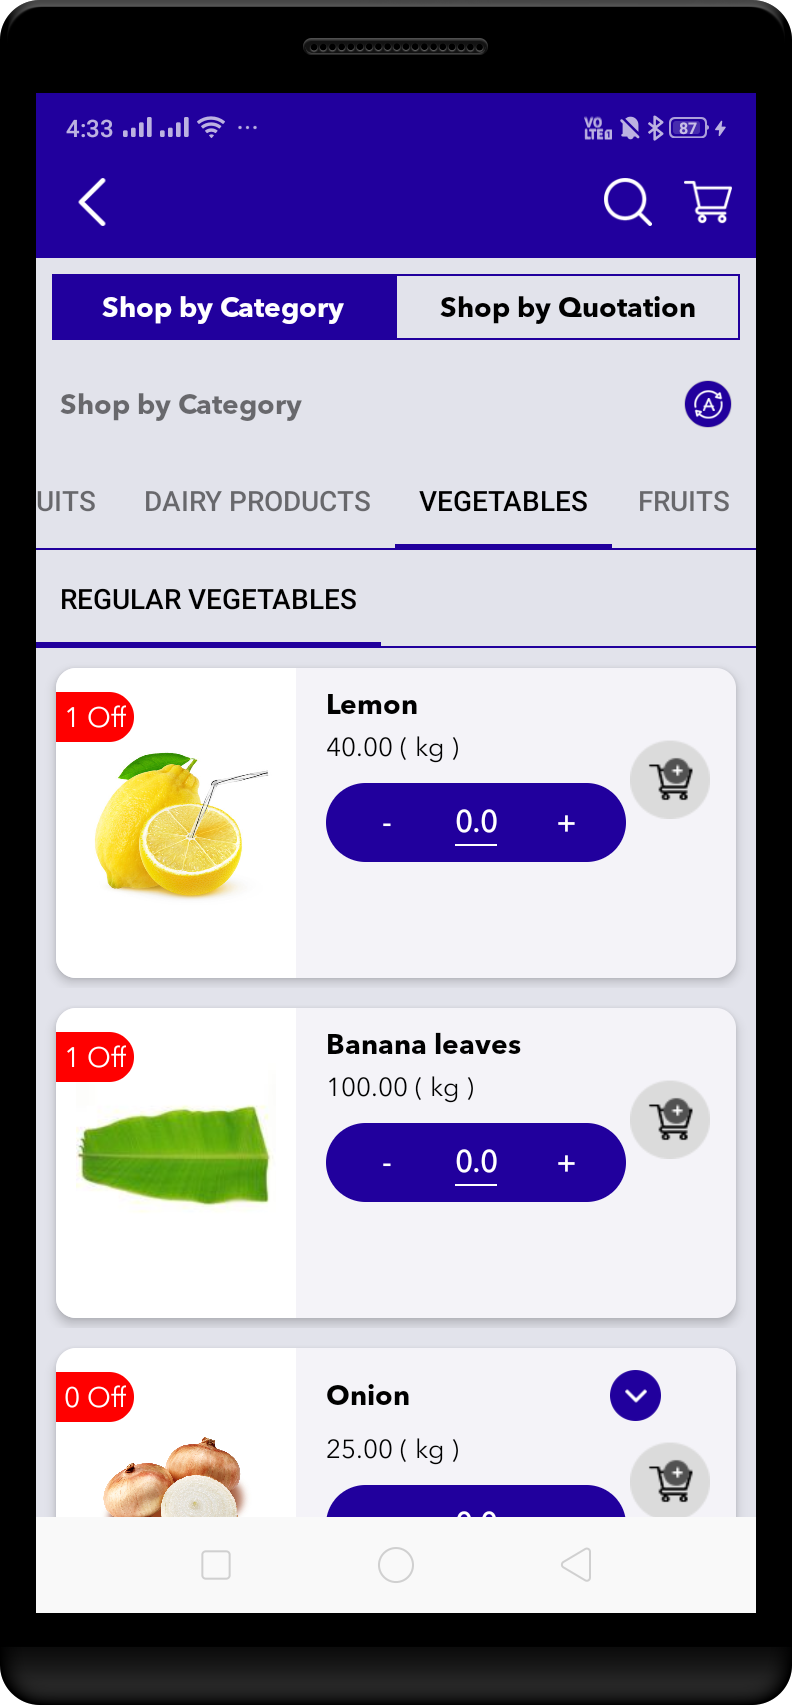 4:33 ... VO LTE 87
Shop by Category Shop by Quotation
Shop by Category A
UITS DAIRY PRODUCTS VEGETABLES FRUITS
REGULAR VEGETABLES
1 Off
Lemon
40.00 ( kg )
- 0.0 +
1 Off
Banana leaves
100.00 ( kg )
- 0.0 +
0 Off
Onion
25.00 ( kg )